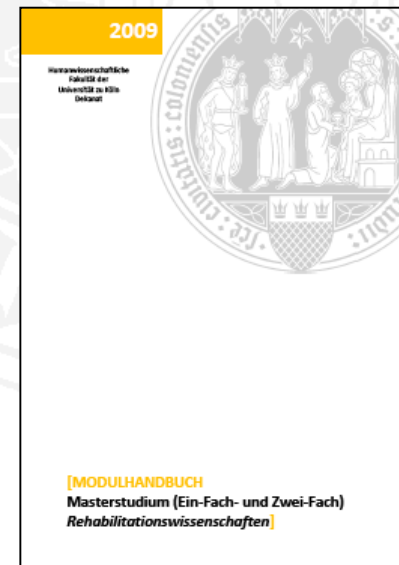 2009
Humanwissenschaftliche
Fakultät der
Universität zu Köln
Dekanat
[MODULHANDBUCH
Masterstudium (Ein-Fach- und Zwei-Fach)
Rehabilitationswissenschaften]